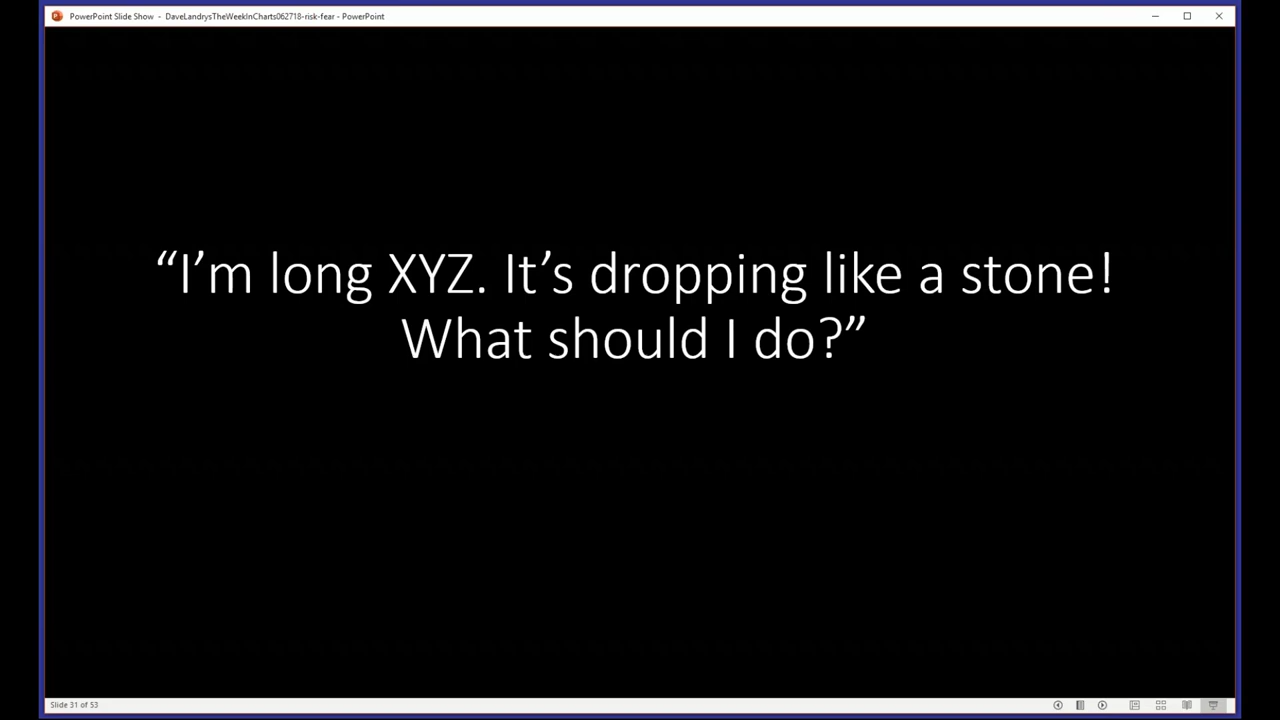 PowerPoint Slide Show - DaveLandrysTheWeekInCharts062718-risk-fear - PowerPoint
“I’m long XYZ. It’s dropping like a stone!
What should I do?”
Slide 31 of 53